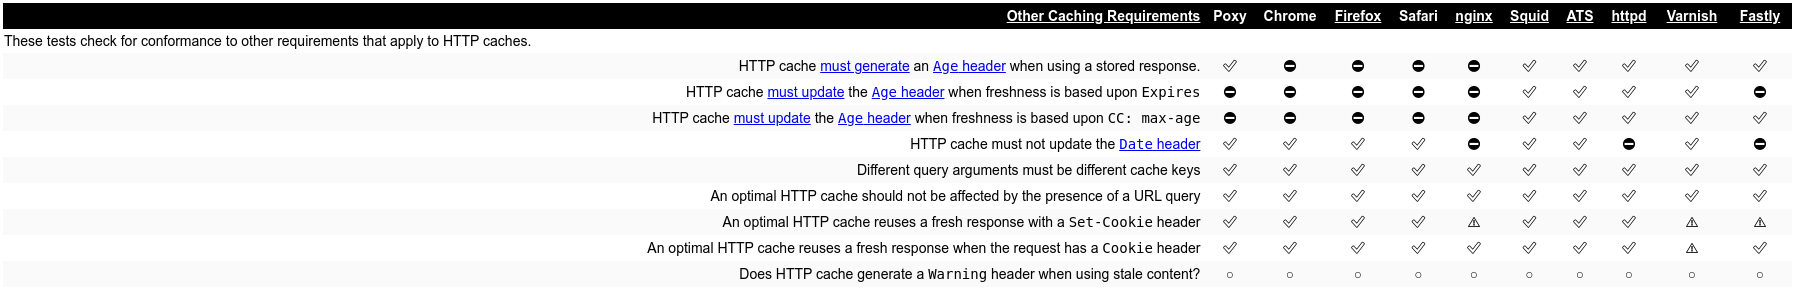 Other Caching Requirements Poxy Chrome Firefox Safari nginx Squid ATS httpd Varnish Fastly
These tests check for conformance to other requirements that apply to HTTP caches.
HTTP cache must generate an Age header when using a stored response.
HTTP cache must update the Age header when freshness is based upon Expires
HTTP cache must update the Age header when freshness is based upon CC: max-age
HTTP cache must not update the Date header
Different query arguments must be different cache keys
An optimal HTTP cache should not be affected by the presence of a URL query
An optimal HTTP cache reuses a fresh response with a Set-Cookie header
An optimal HTTP cache reuses a fresh response when the request has a Cookie header
Does HTTP cache generate a Warning header when using stale content?